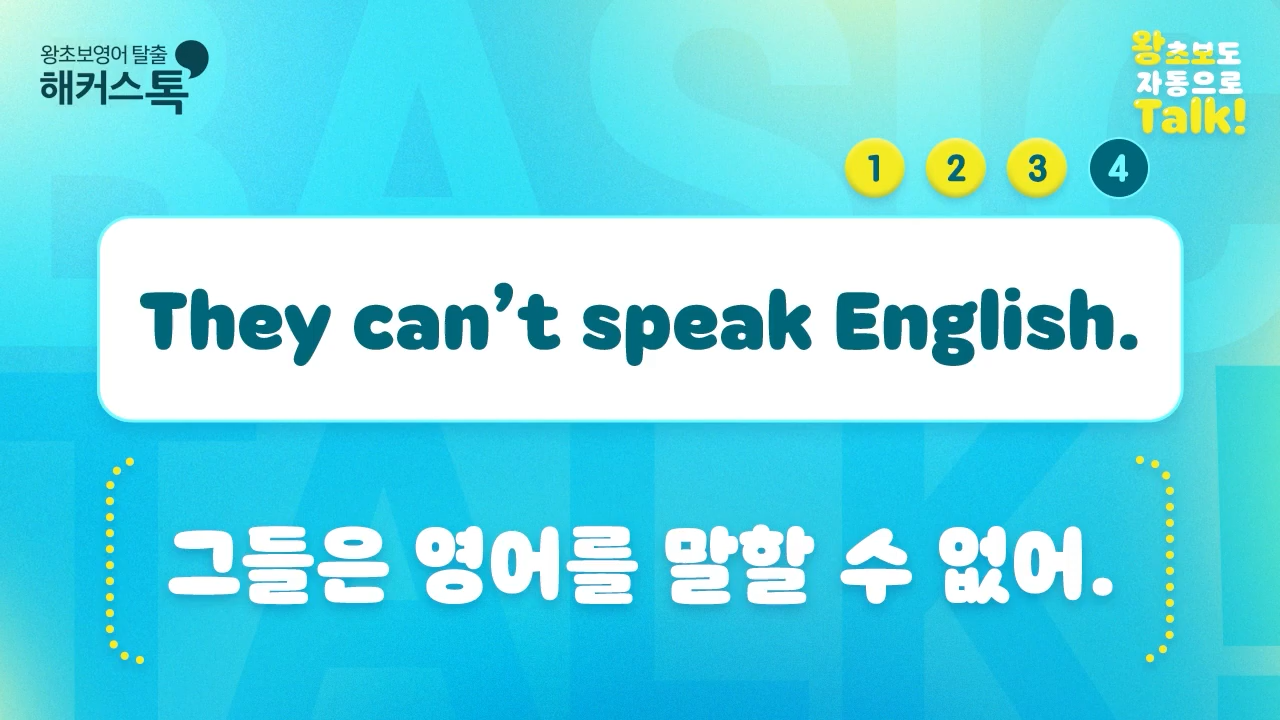 왕초보영어 탈출
해커스톡
왕초보도
자동으로
Talk!
1 2 3 4
They can’t speak English.
그들은 영어를 말할 수 없어.
BASIC
TALK!